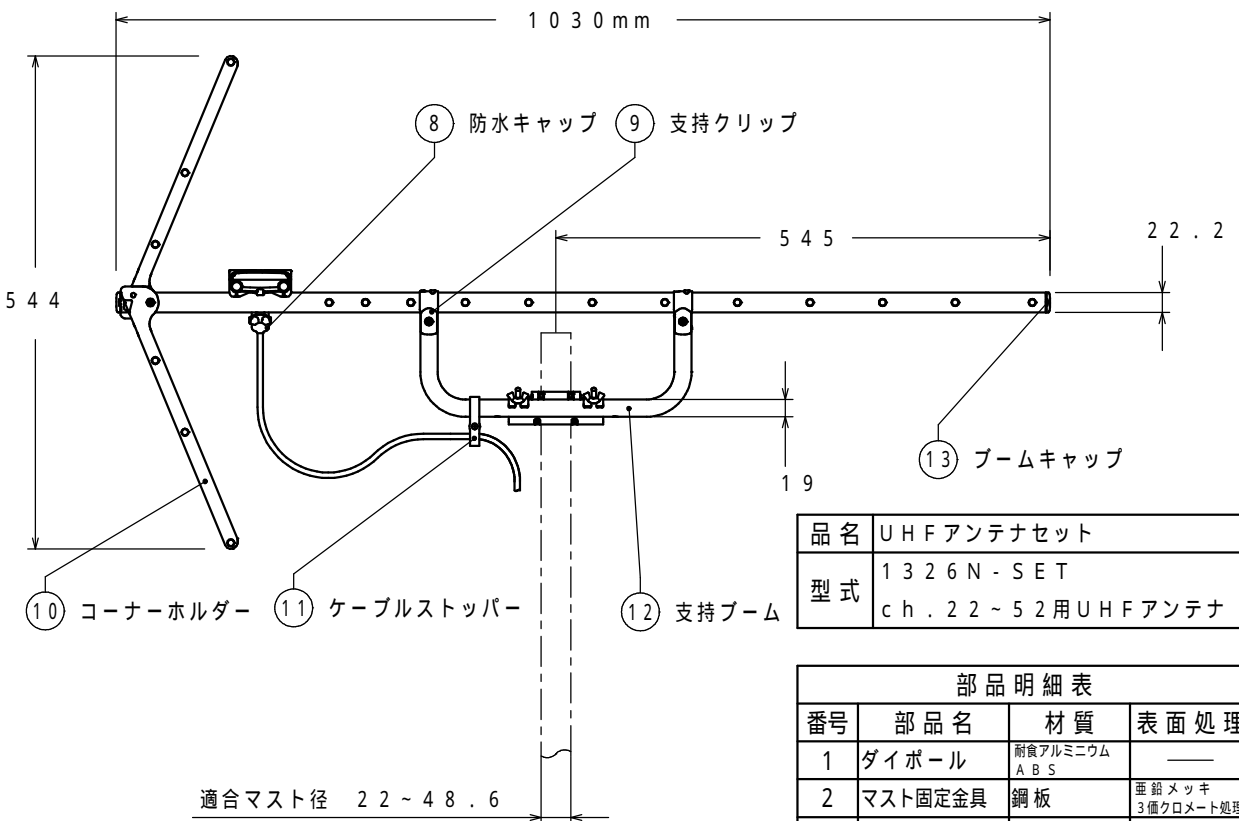 1030mm
⑧ 防水キャップ ⑨ 支持クリップ
545
22.2
544
19
⑬ ブームキャップ
⑩ コーナーホルダー ⑪ ケーブルストッパー ⑫ 支持ブーム
品名 UHFアンテナセット
型式 1326N-SET
ch.22~52用UHFアンテナ
部品明細表
番号 部品名 材質 表面処理
1 ダイポール 耐食アルミニウム ABS ——
2 マスト固定金具 鋼板 亜鉛メッキ 3価クロメート処理
適合マスト径 22~48.6